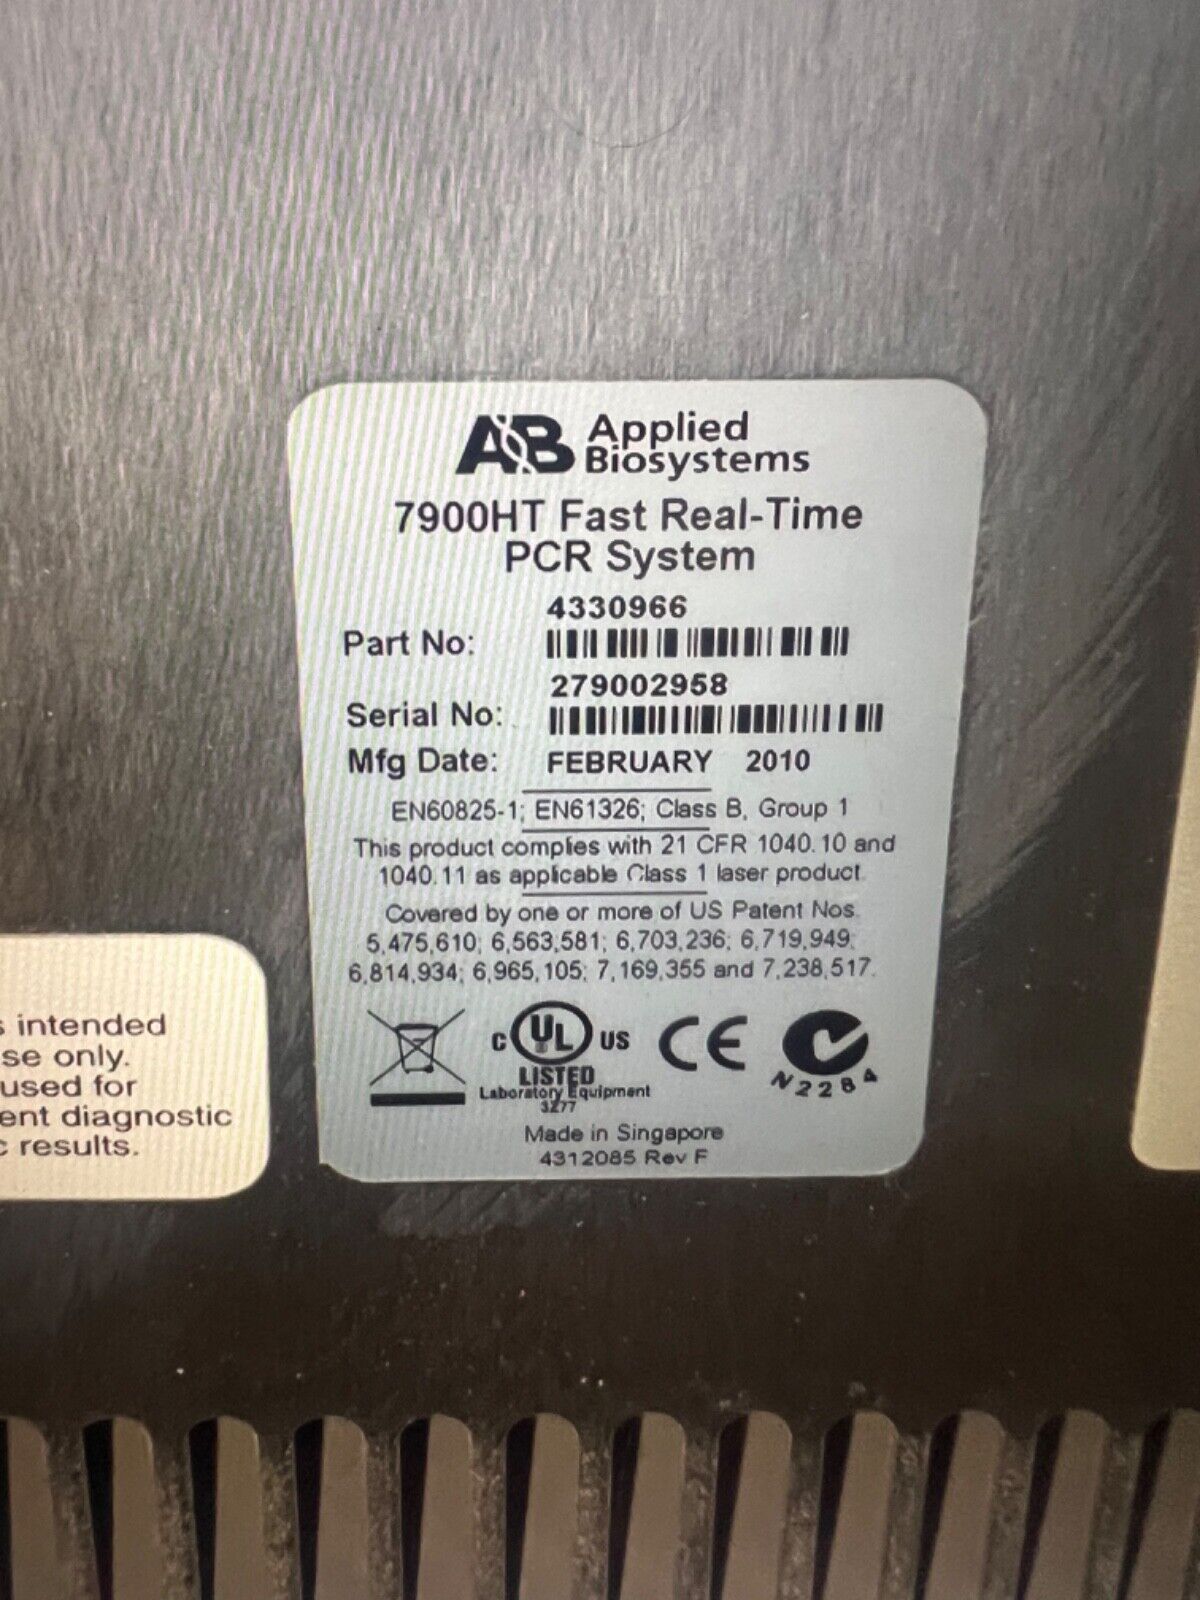 AB Applied
Biosystems
7900HT Fast Real-Time
PCR System
4330966
Part No:
279002958
Serial No:
Mfg Date: FEBRUARY 2010
EN60825-1; EN61326; Class B, Group 1
This product complies with 21 CFR 1040.10 and
1040.11 as applicable Class 1 laser product.
Covered by one or more of US Patent Nos.
5,475,610; 6,563,581; 6,703,236; 6,719,949;
6,814,934; 6,965,105; 7,169,355 and 7,238,517.
C UL US CE
LISTED
Laboratory Equipment
3Z77
N2284
Made in Singapore
4312085 Rev F
s intended
se only.
used for
ent diagnostic
c results.